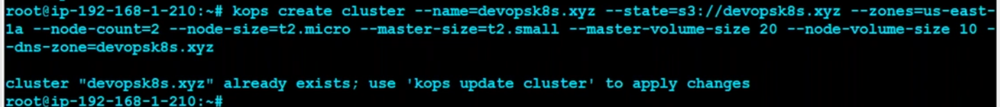 root@ip-192-168-1-210:~# kops create cluster --name=devopsk8s.xyz --state=s3://devopsk8s.xyz --zones=us-east-
1a --node-count=2 --node-size=t2.micro --master-size=t2.small --master-volume-size 20 --node-volume-size 10 -
-dns-zone=devopsk8s.xyz
cluster "devopsk8s.xyz" already exists; use 'kops update cluster' to apply changes
root@ip-192-168-1-210:~#